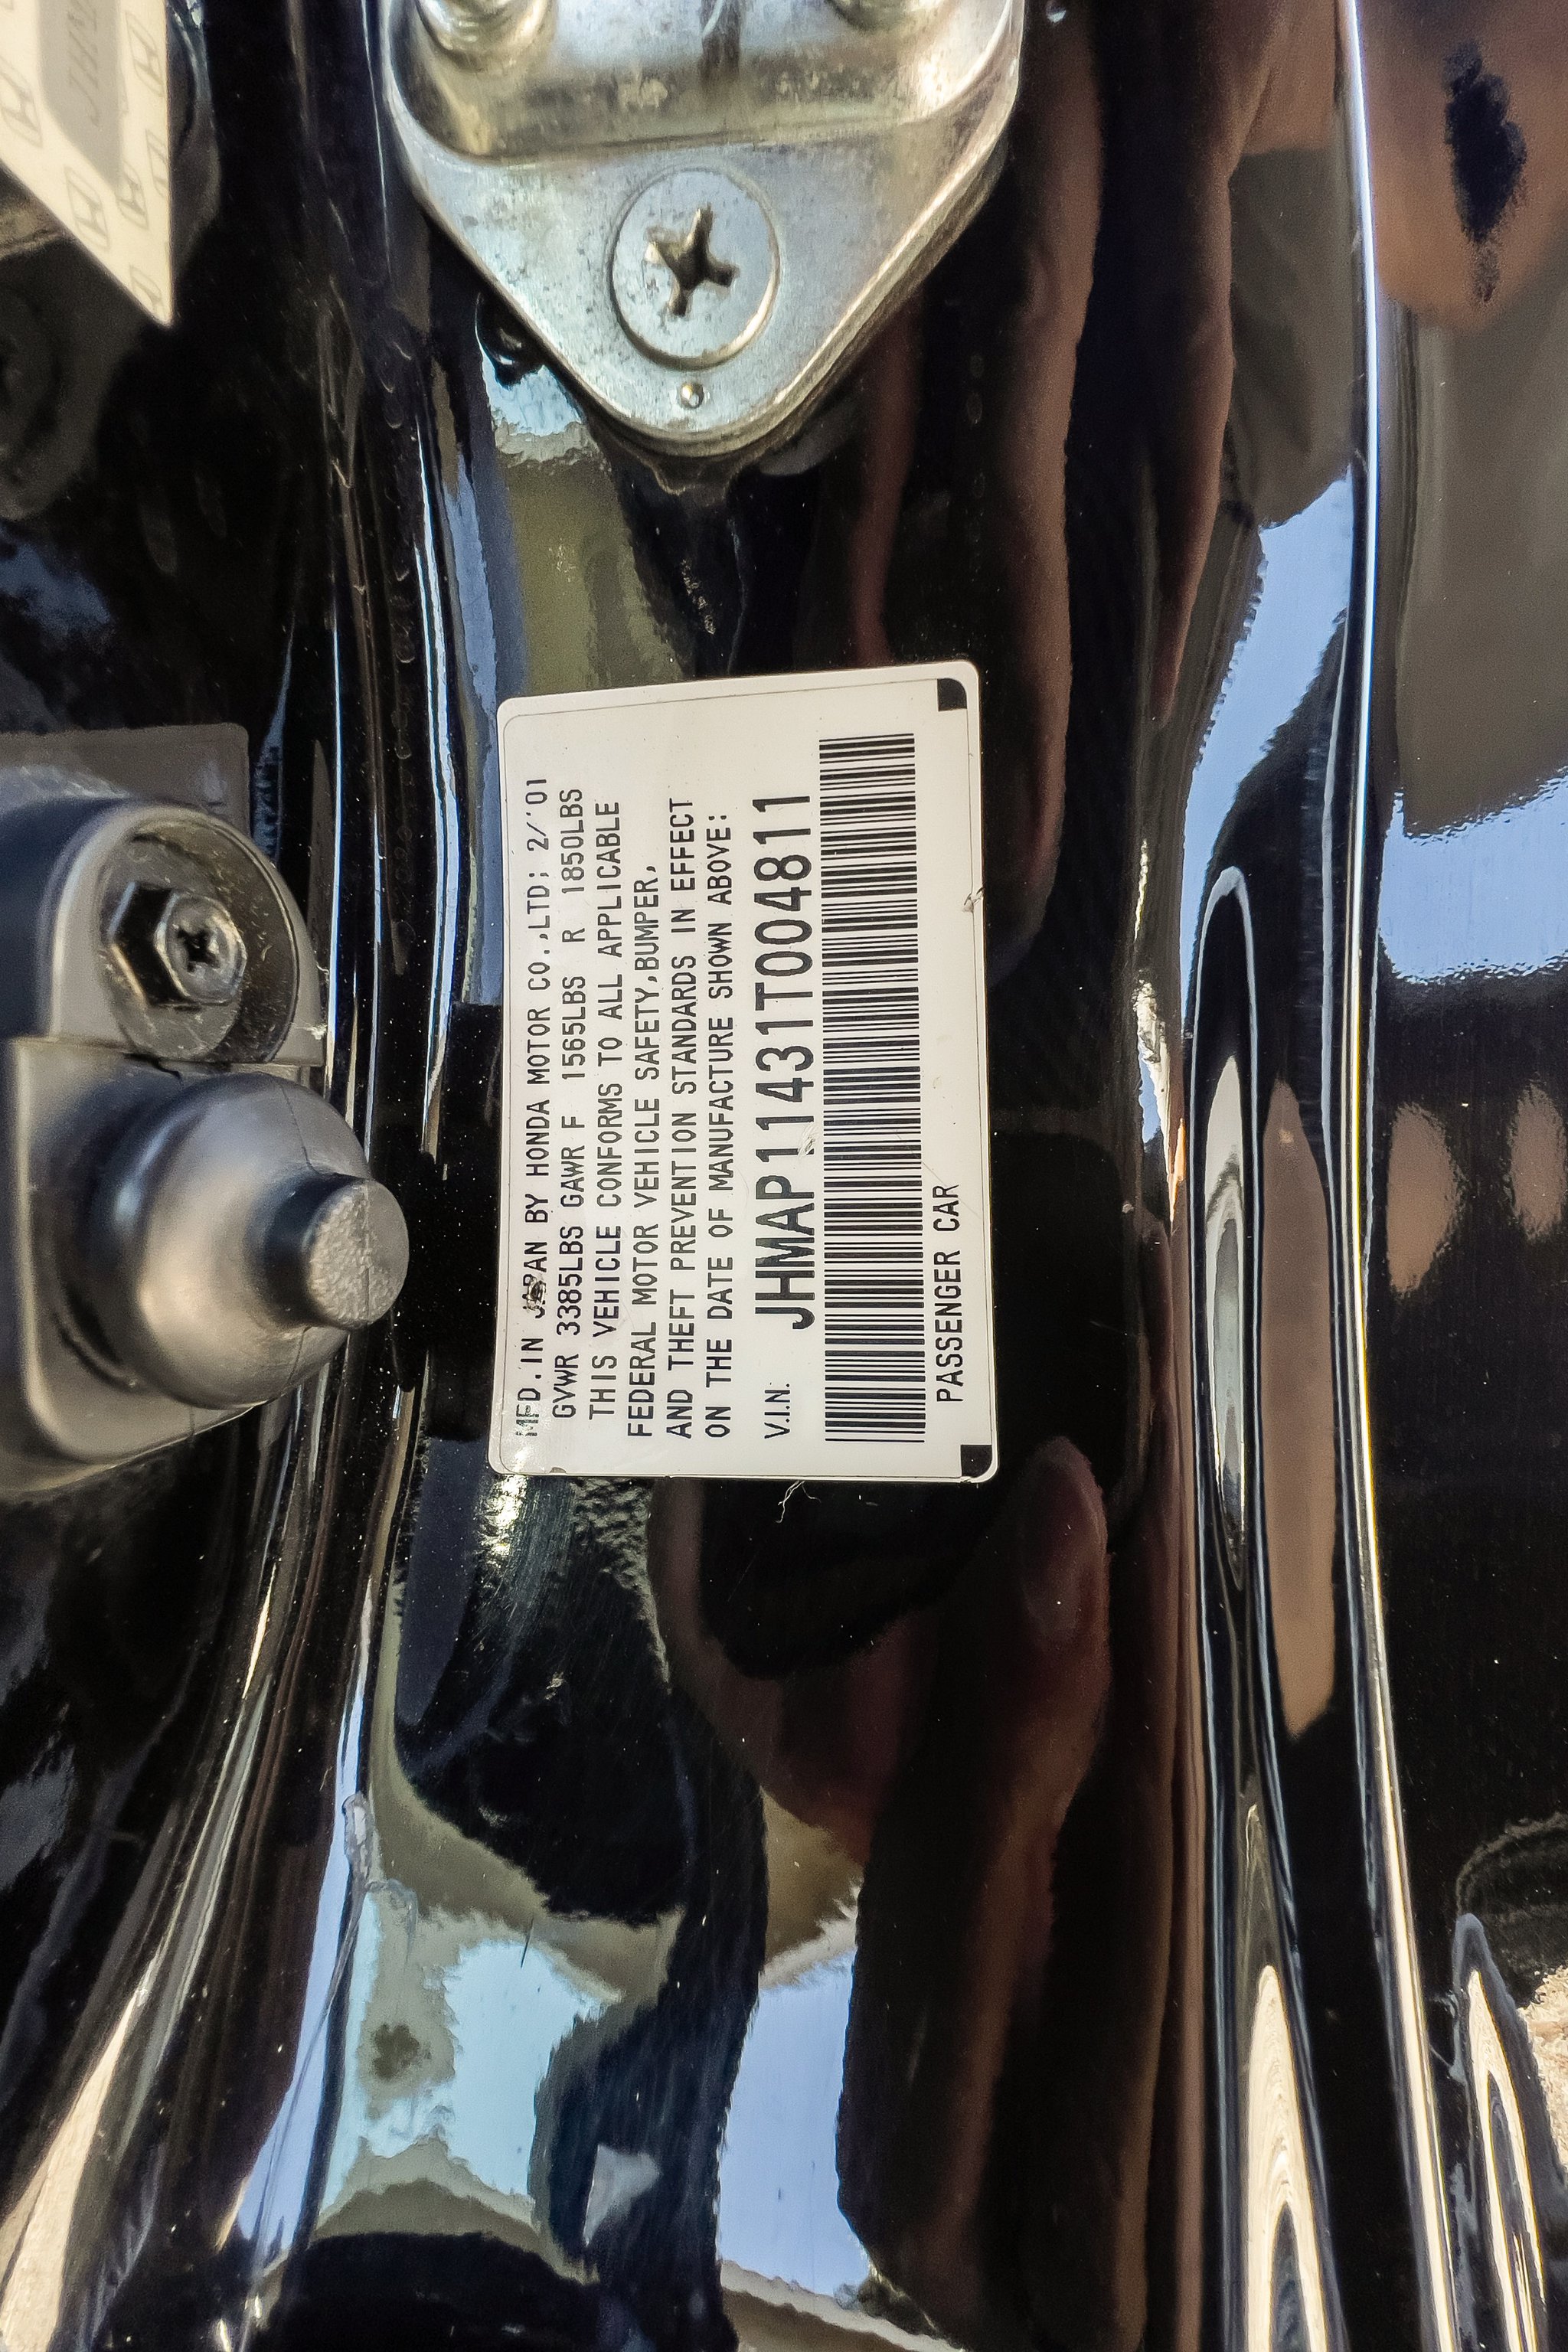 MFD. IN JAPAN BY HONDA MOTOR CO.,LTD; 2/'01
GVWR 3385LBS GAWR F 1565LBS R 1850LBS
THIS VEHICLE CONFORMS TO ALL APPLICABLE
FEDERAL MOTOR VEHICLE SAFETY,BUMPER,
AND THEFT PREVENTION STANDARDS IN EFFECT
ON THE DATE OF MANUFACTURE SHOWN ABOVE:
V.I.N. JHMAP11431T004811
PASSENGER CAR